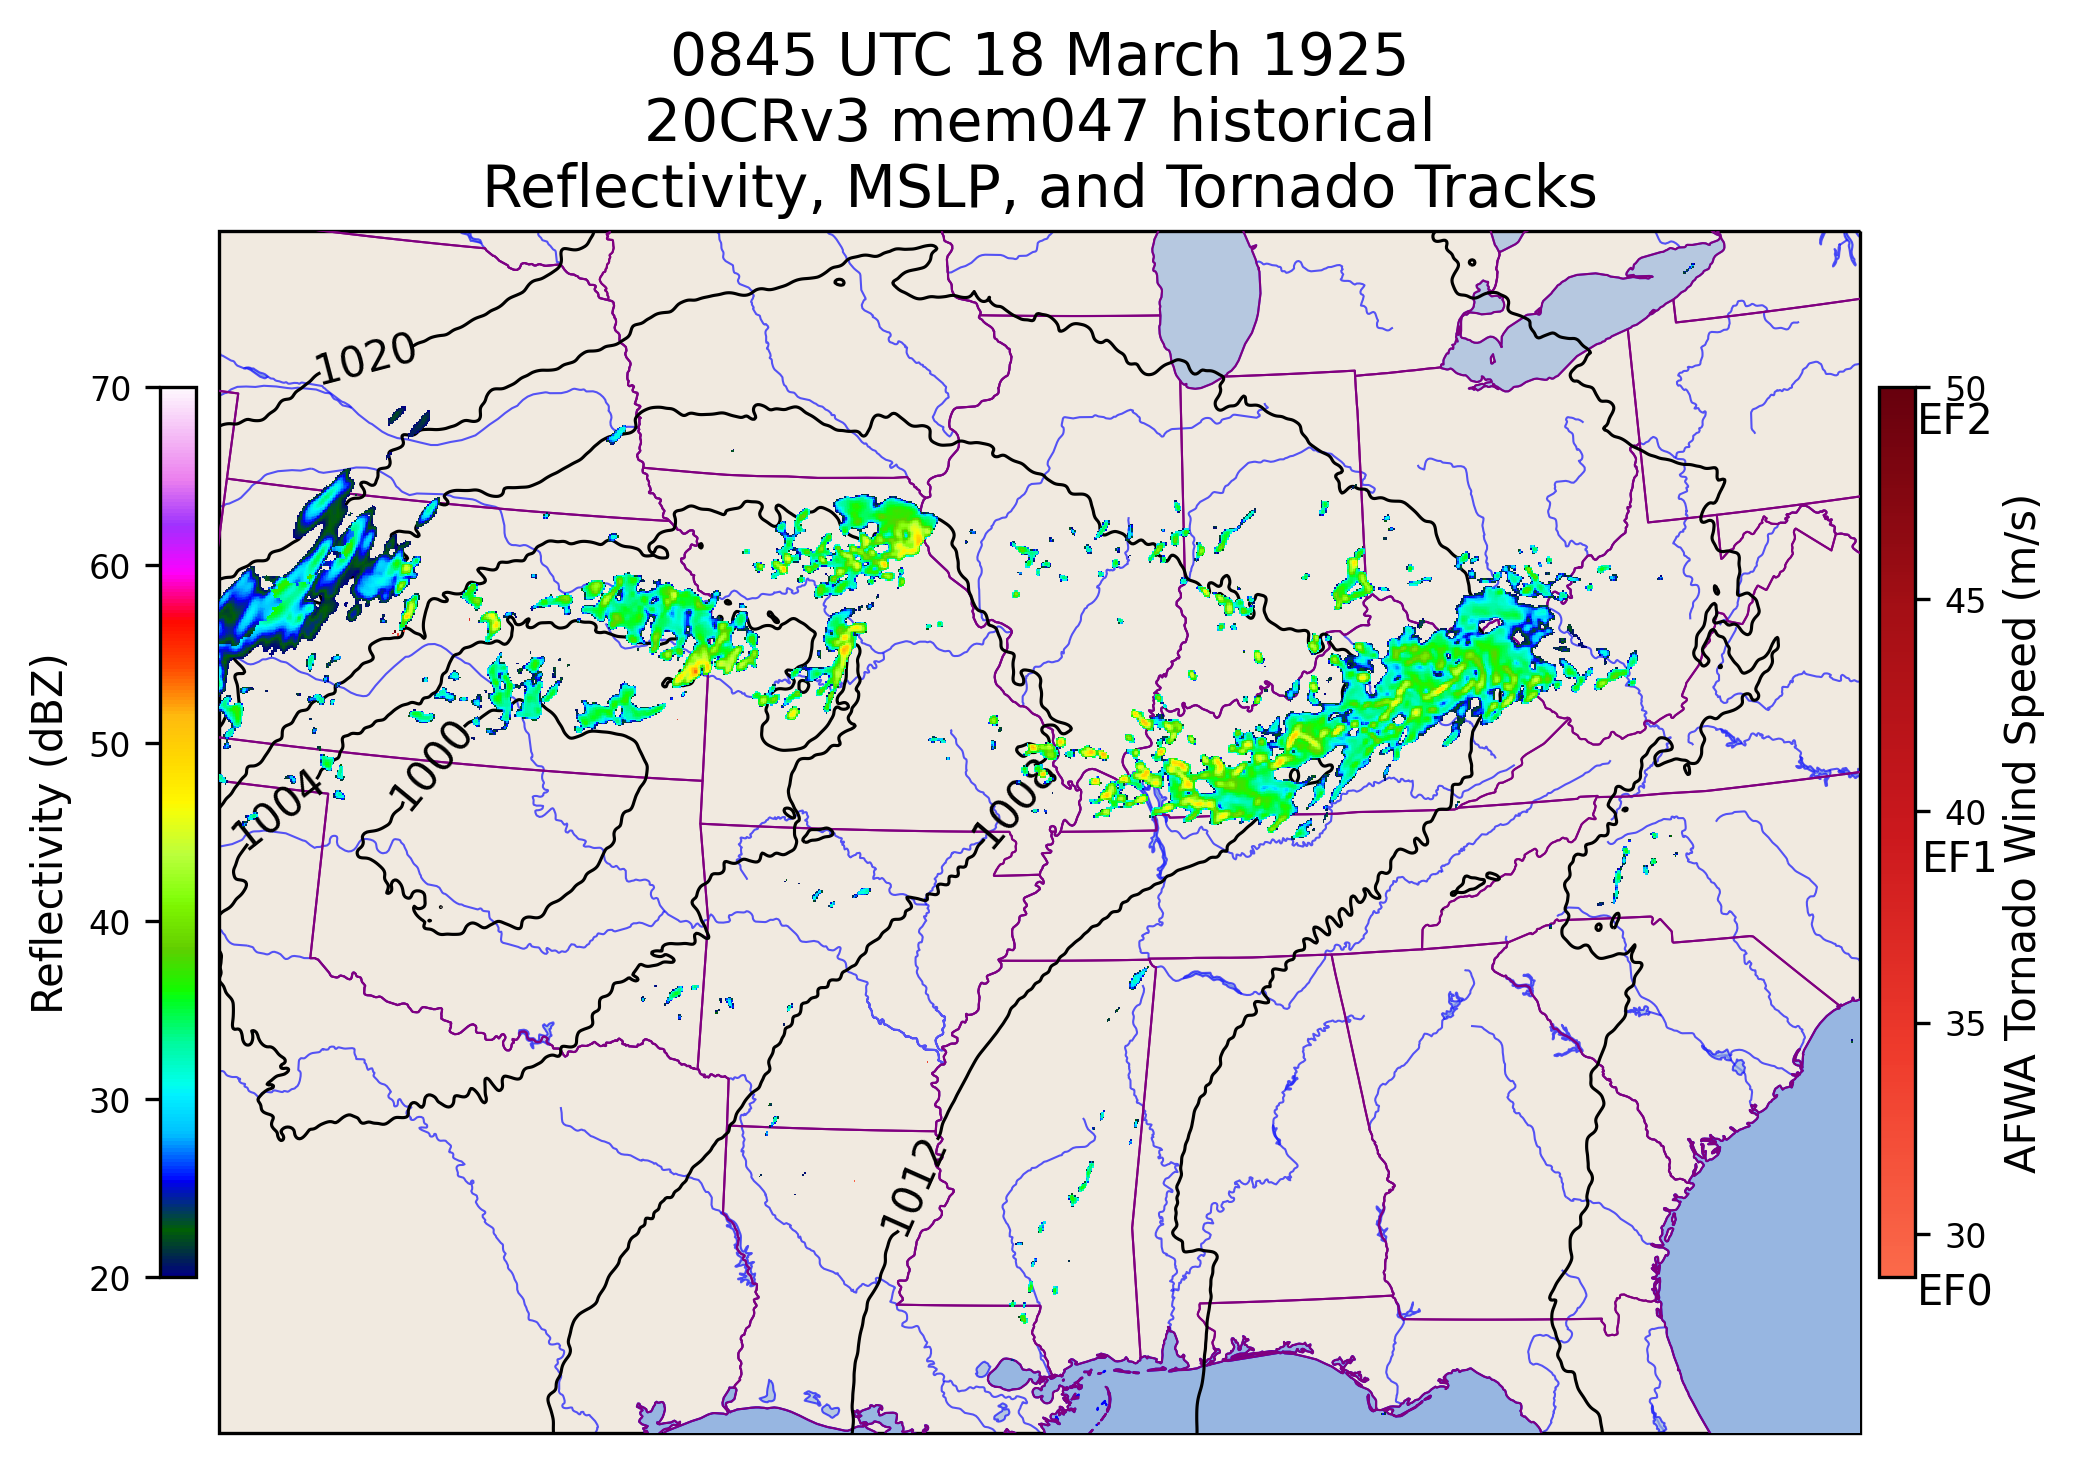 0845 UTC 18 March 1925
20CRv3 mem047 historical
Reflectivity, MSLP, and Tornado Tracks
Reflectivity (dBZ)
70
60
50
40
30
20
1020
1004
1000
1008
1012
50
EF2
45
40
EF1
35
30
EF0
AFWA Tornado Wind Speed (m/s)